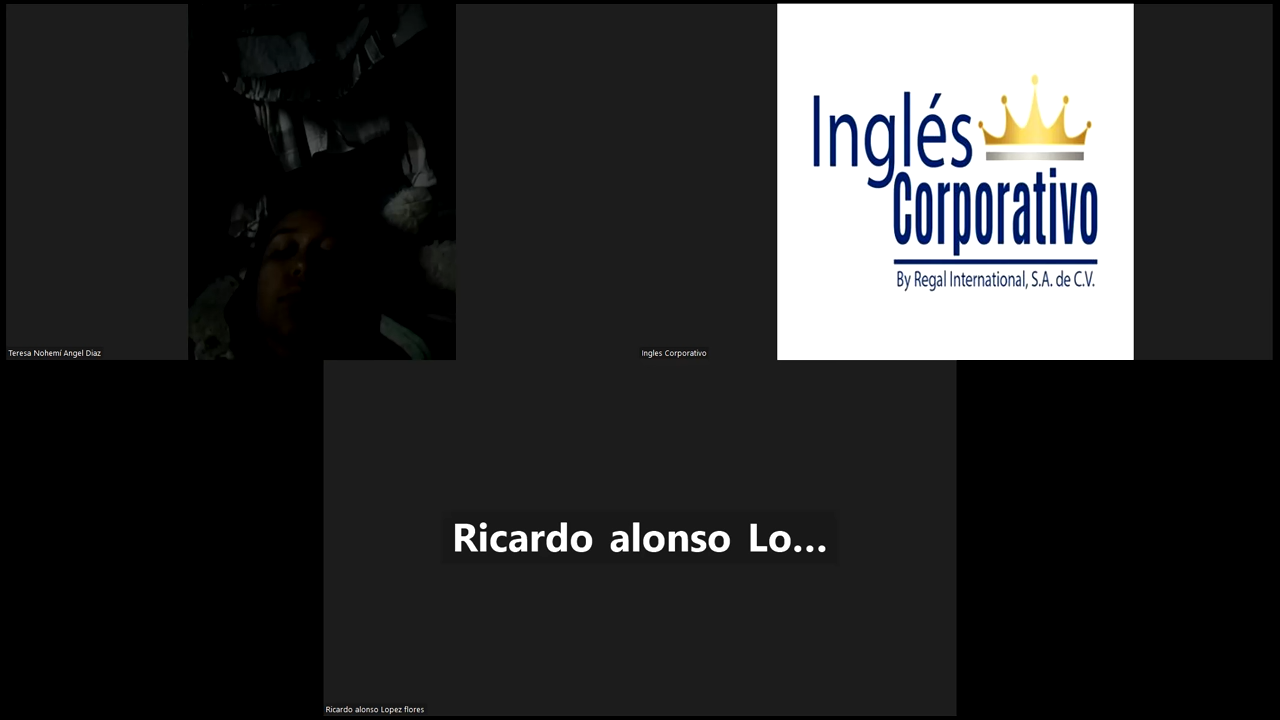 Inglés
Corporativo
By Regal International, S.A. de C.V.
Teresa Nohemí Angel Diaz
Ingles Corporativo
Ricardo alonso Lo...
Ricardo alonso Lopez flores